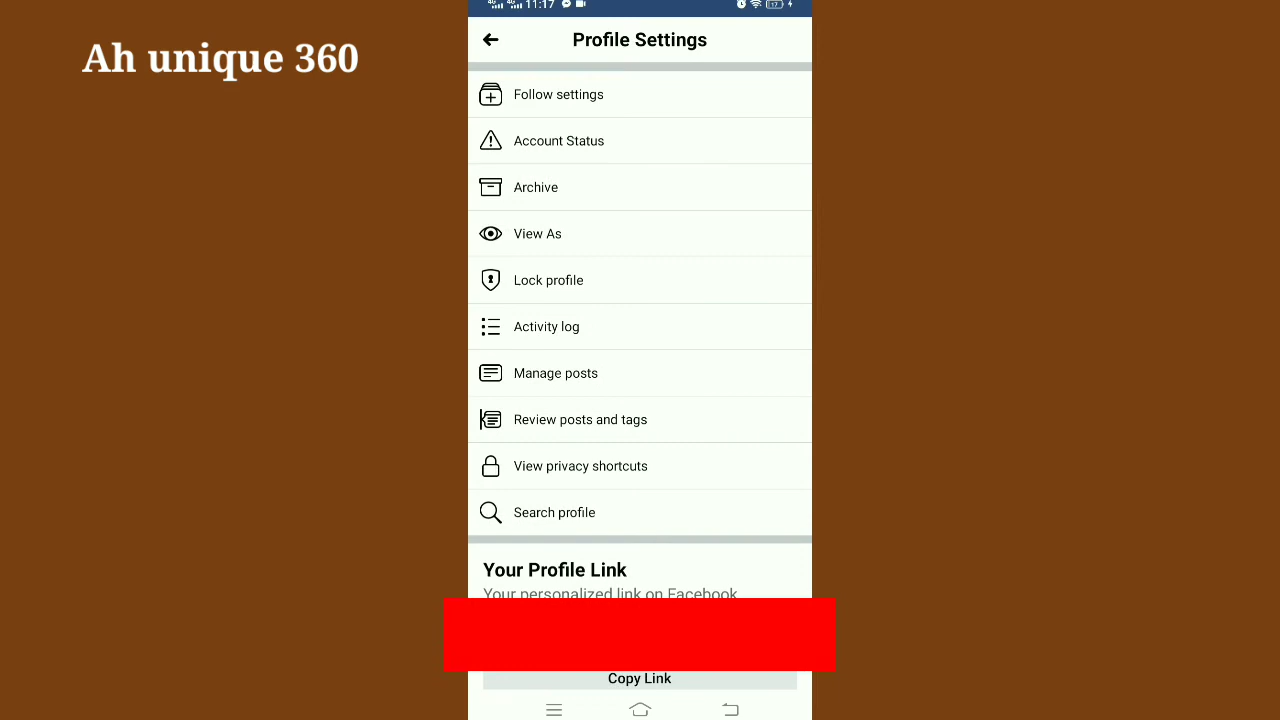 Ah unique 360
11:17
17
Profile Settings
Follow settings
Account Status
Archive
View As
Lock profile
Activity log
Manage posts
Review posts and tags
View privacy shortcuts
Search profile
Your Profile Link
Your personalized link on Facebook
Copy Link